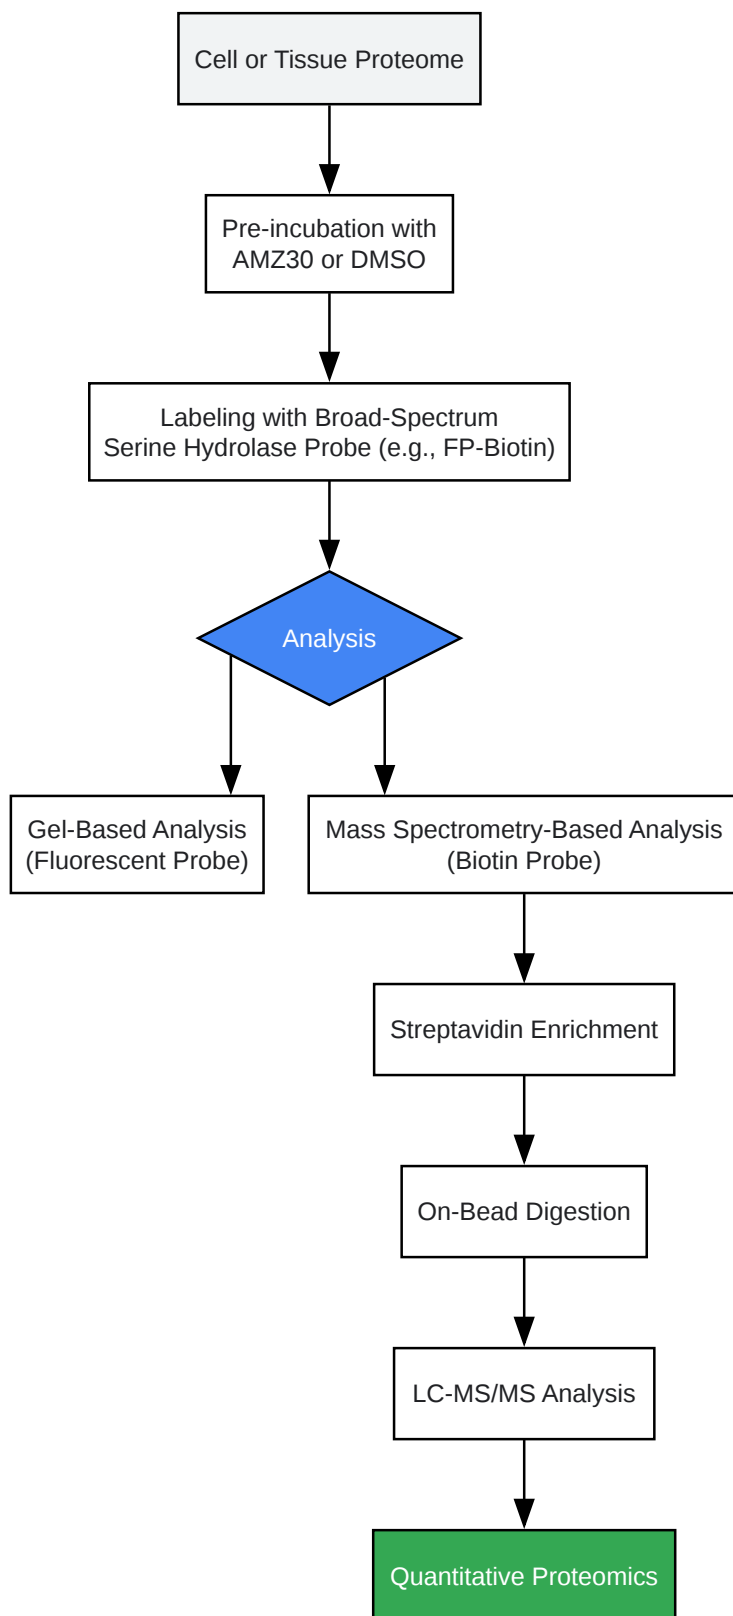 Cell or Tissue Proteome
Pre-incubation with
AMZ30 or DMSO
Labeling with Broad-Spectrum
Serine Hydrolase Probe (e.g., FP-Biotin)
Analysis
Gel-Based Analysis
(Fluorescent Probe)
Mass Spectrometry-Based Analysis
(Biotin Probe)
Streptavidin Enrichment
On-Bead Digestion
LC-MS/MS Analysis
Quantitative Proteomics